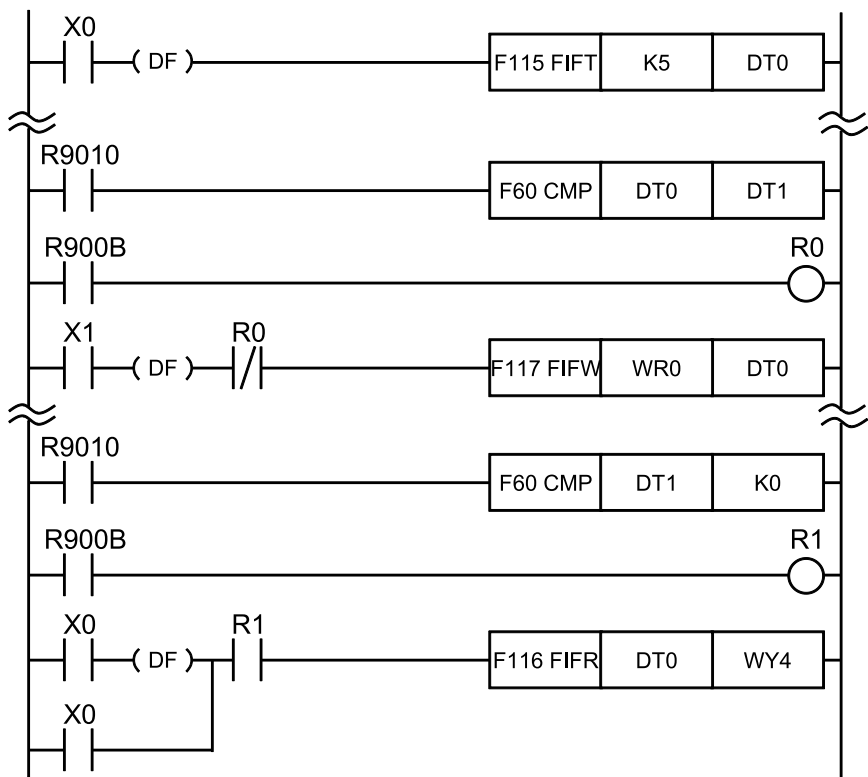 X0
( DF )
F115 FIFT K5 DT0
R9010
F60 CMP DT0 DT1
R900B R0
X1 R0
( DF )
F117 FIFW WR0 DT0
R9010
F60 CMP DT1 K0
R900B R1
X0 R1
( DF )
F116 FIFR DT0 WY4
X0